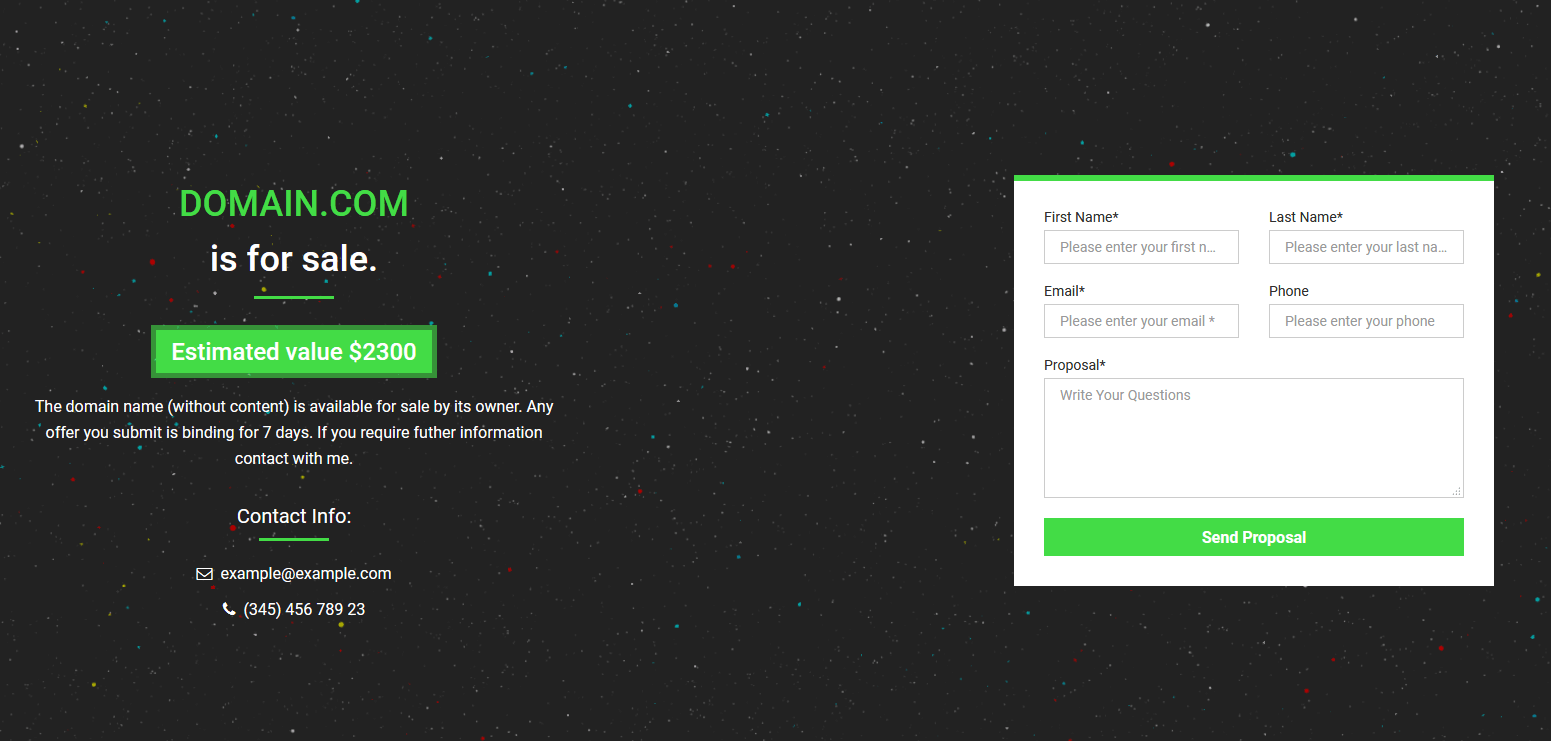 DOMAIN.COM
is for sale.
Estimated value $2300
The domain name (without content) is available for sale by its owner. Any
offer you submit is binding for 7 days. If you require futher information
contact with me.
Contact Info:
example@example.com
(345) 456 789 23
First Name*
Last Name*
Please enter your first n...
Please enter your last na...
Email*
Phone
Please enter your email *
Please enter your phone
Proposal*
Write Your Questions
Send Proposal